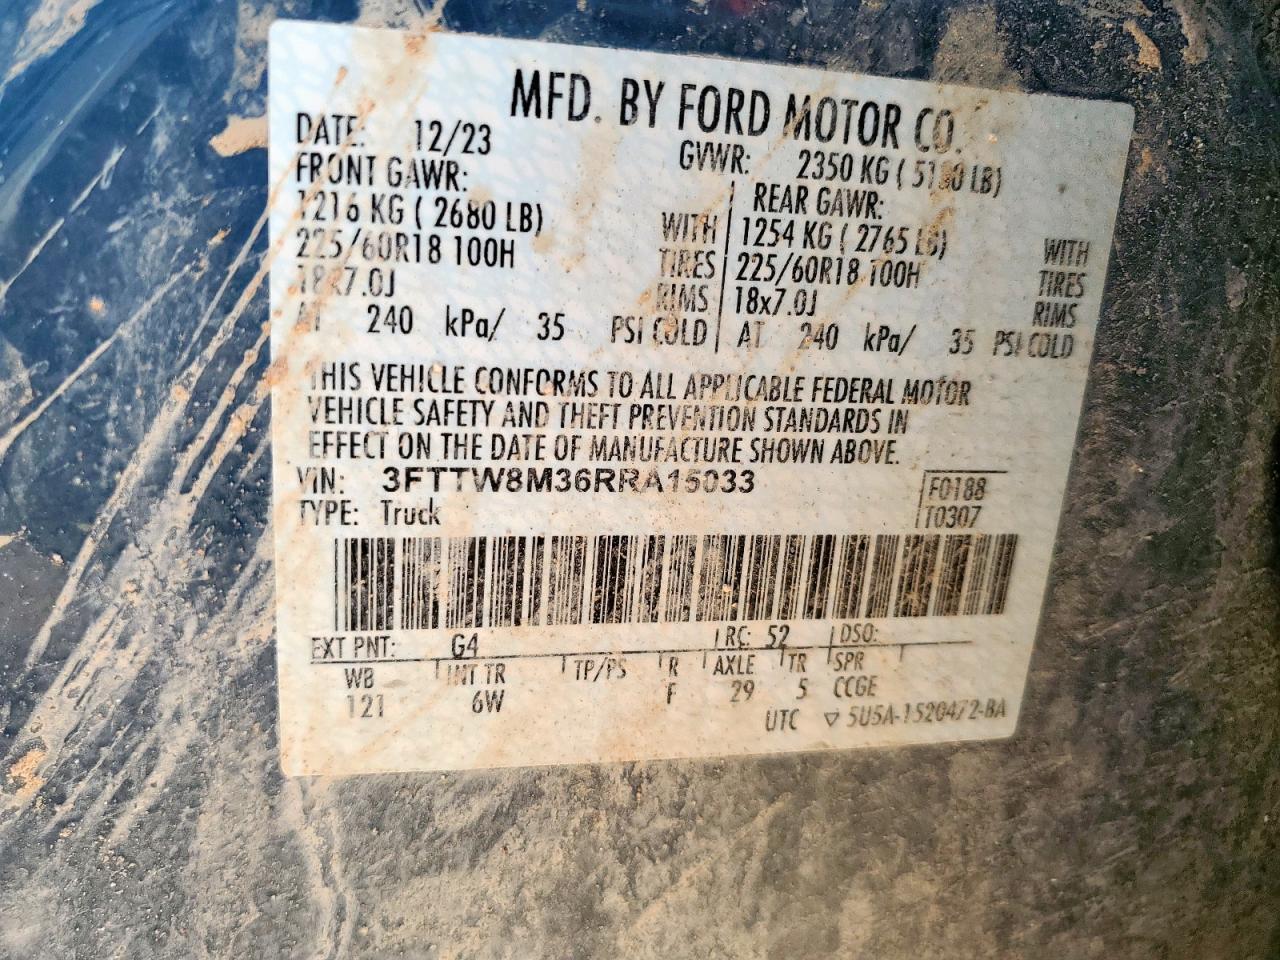 MFD. BY FORD MOTOR CO.
DATE: 12/23 GVWR: 2350 KG ( LB)
FRONT GAWR: REAR GAWR:
1216 KG ( 2680 LB) WITH 1254 KG ( 2765 LB) WITH
225/60R18 100H TIRES 225/60R18 100H TIRES
18x7.0J RIMS 18x7.0J RIMS
AT 240 kPa/ 35 PSI COLD AT 240 kPa/ 35 PSI COLD
THIS VEHICLE CONFORMS TO ALL APPLICABLE FEDERAL MOTOR
VEHICLE SAFETY AND THEFT PREVENTION STANDARDS IN
EFFECT ON THE DATE OF MANUFACTURE SHOWN ABOVE.
VIN: 3FTTW8M36RRA15033 F0188
TYPE: Truck T0307
EXT PNT: G4 RC: 52 DSO:
WB INT TR TP/PS R AXLE TR SPR
121 6W F 29 5 CCGE
UTC ▽ 5U5A-1520472-BA